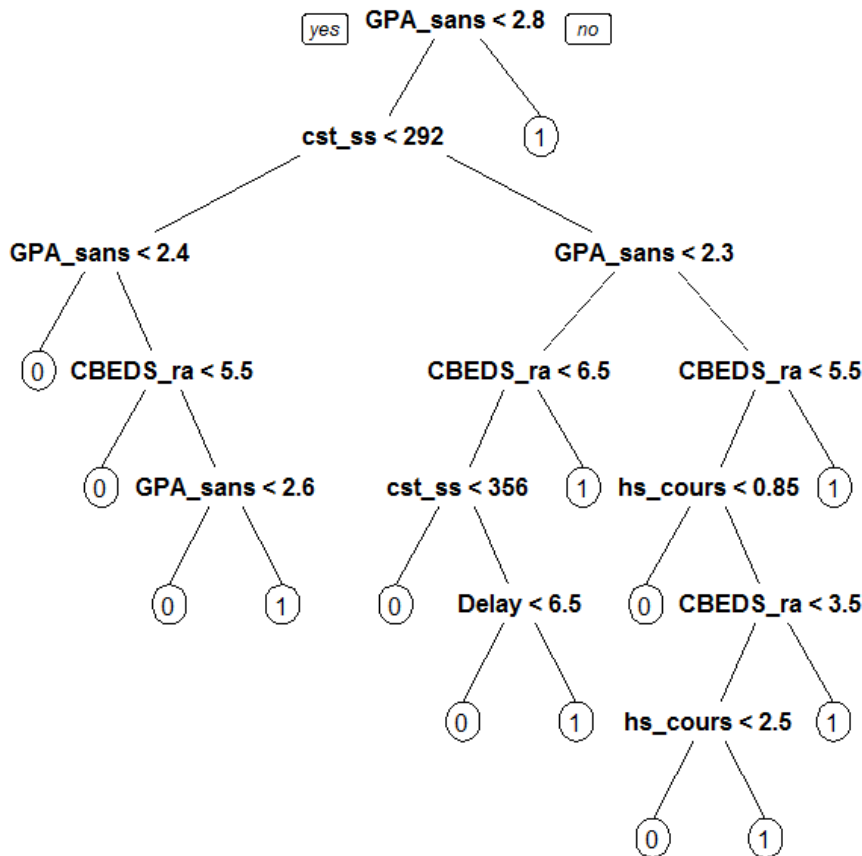 yes GPA_sans < 2.8 no
cst_ss < 292 1
GPA_sans < 2.4 GPA_sans < 2.3
0 CBEDS_ra < 5.5 CBEDS_ra < 6.5 CBEDS_ra < 5.5
0 GPA_sans < 2.6 cst_ss < 356 1 hs_cours < 0.85 1
0 1 0 Delay < 6.5 0 CBEDS_ra < 3.5
0 1 hs_cours < 2.5 1
0 1